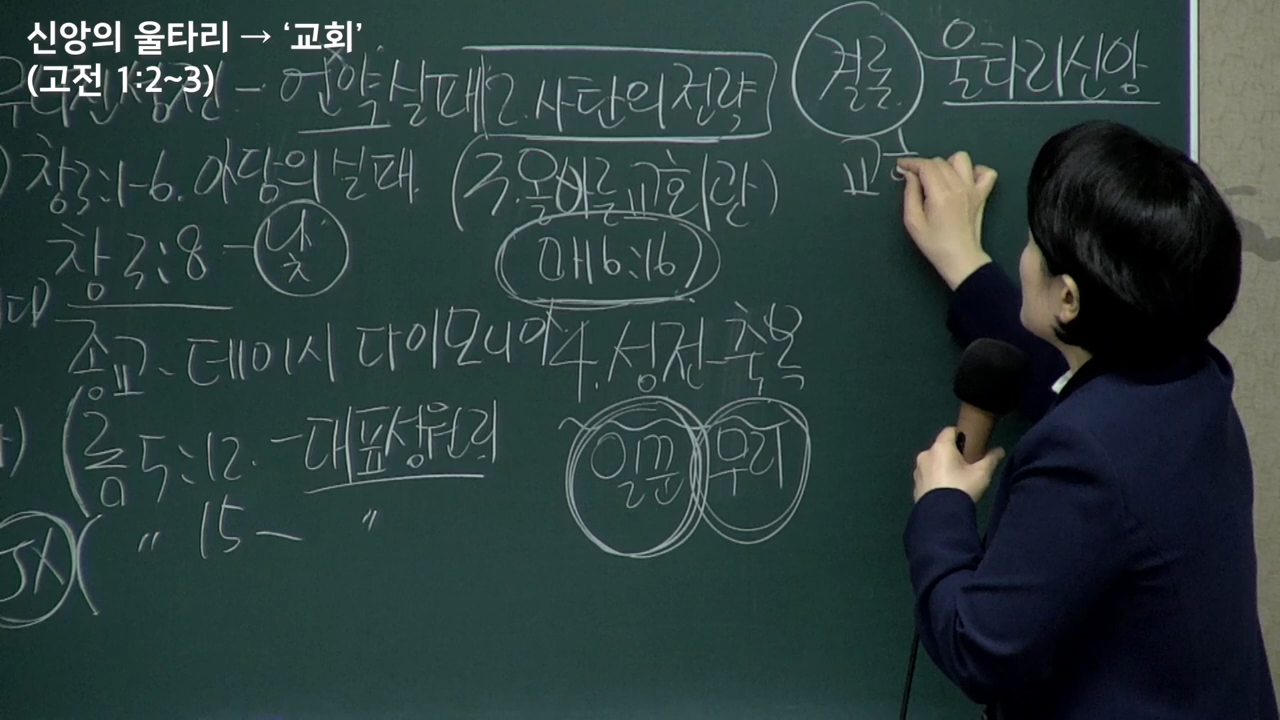 신앙의 울타리 → ‘교회’
(고전 1:2~3)
언약실패
2. 사단의 전략
결론
울타리신앙
창3:1-6. 아담의 실패.
(3. 올바른 교회관)
교
창 3:8 - 낯
마16:16
종교 - 데이시 다이모니아
4. 성전-축복
(롬 5:12. - 대표성원리
일꾼 무리
JX ( " 15~ "